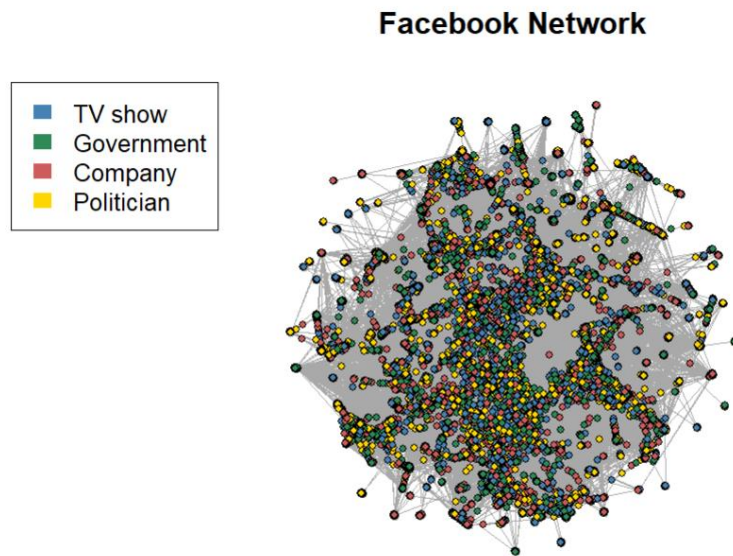 Facebook Network
TV show
Government
Company
Politician